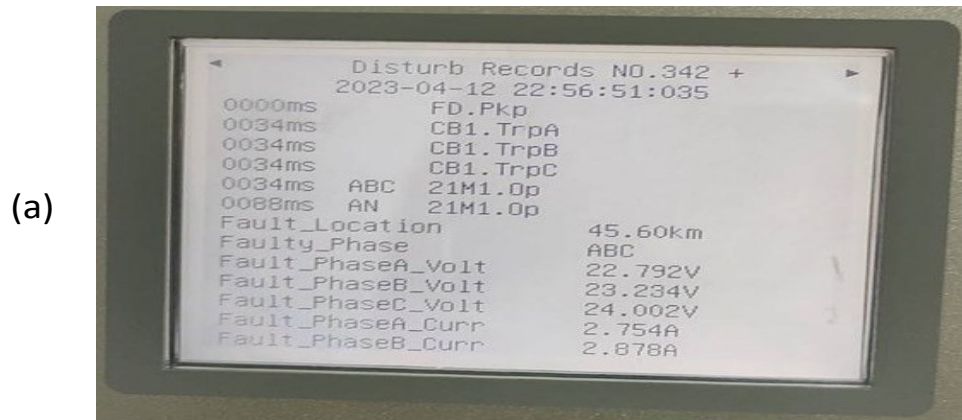 (a)
Disturb Records NO.342 +
2023-04-12 22:56:51:035
0000ms FD.Pkp
0034ms CB1.TrpA
0034ms CB1.TrpB
0034ms CB1.TrpC
0034ms ABC 21M1.Op
0088ms AN 21M1.Op
Fault_Location 45.60km
Faulty_Phase ABC
Fault_PhaseA_Volt 22.792V
Fault_PhaseB_Volt 23.234V
Fault_PhaseC_Volt 24.002V
Fault_PhaseA_Curr 2.754A
Fault_PhaseB_Curr 2.878A